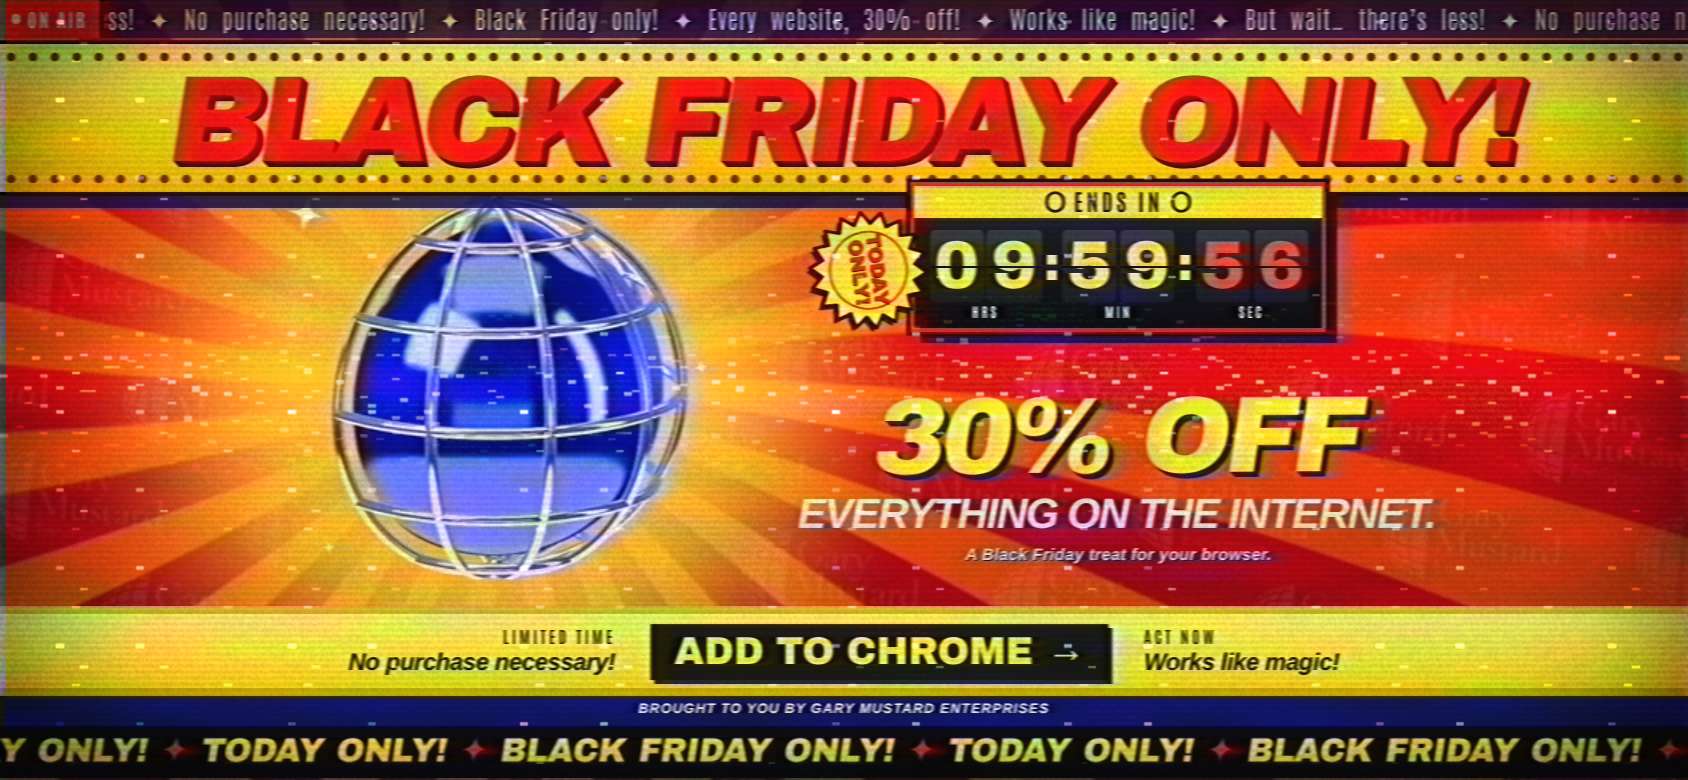 ON AIR ss! ✦ No purchase necessary! ✦ Black Friday only! ✦ Every website, 30% off! ✦ Works like magic! ✦ But wait… there's less! ✦ No purchase n
BLACK FRIDAY ONLY!
ENDS IN
TODAY ONLY!
09:59:56
HRS MIN SEC
30% OFF
EVERYTHING ON THE INTERNET.
A Black Friday treat for your browser.
LIMITED TIME
No purchase necessary!
ADD TO CHROME →
ACT NOW
Works like magic!
BROUGHT TO YOU BY GARY MUSTARD ENTERPRISES
Y ONLY! ✦ TODAY ONLY! ✦ BLACK FRIDAY ONLY! ✦ TODAY ONLY! ✦ BLACK FRIDAY ONLY! ✦